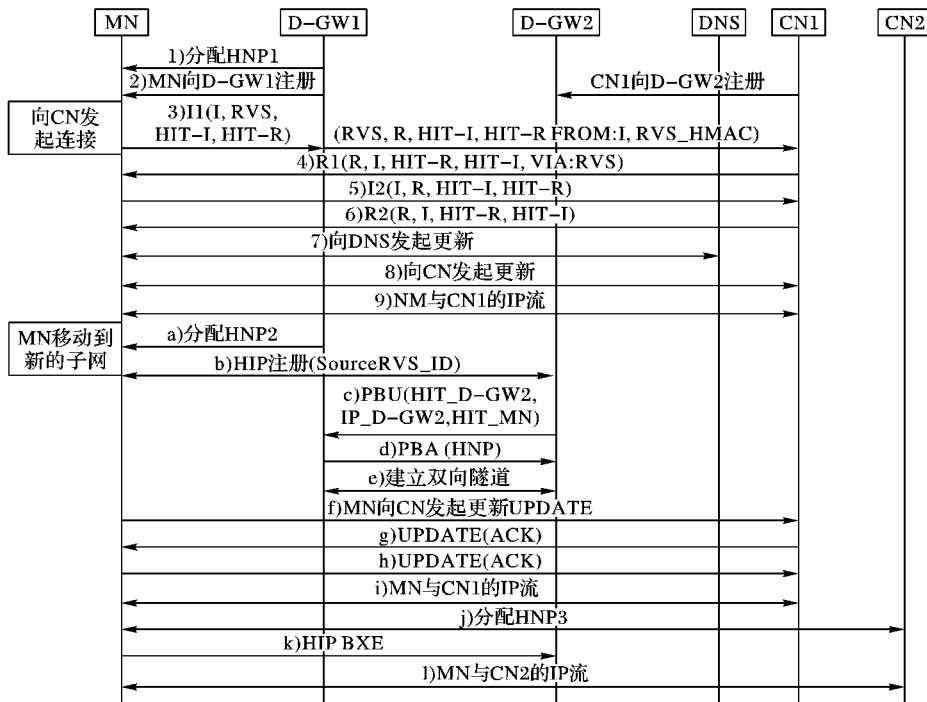 MN D-GW1 D-GW2 DNS CN1 CN2
1)分配HNP1
2)MN向D-GW1注册 CN1向D-GW2注册
向CN发
起连接
3)I1(I, RVS,
HIT-I, HIT-R)
(RVS, R, HIT-I, HIT-R FROM:I, RVS_HMAC)
4)R1(R, I, HIT-R, HIT-I, VIA:RVS)
5)I2(I, R, HIT-I, HIT-R)
6)R2(R, I, HIT-R, HIT-I)
7)向DNS发起更新
8)向CN发起更新
9)NM与CN1的IP流
MN移动到
新的子网
a)分配HNP2
b)HIP注册(SourceRVS_ID)
c)PBU(HIT_D-GW2,
IP_D-GW2,HIT_MN)
d)PBA (HNP)
e)建立双向隧道
f)MN向CN发起更新UPDATE
g)UPDATE(ACK)
h)UPDATE(ACK)
i)MN与CN1的IP流
j)分配HNP3
k)HIP BXE
l)MN与CN2的IP流